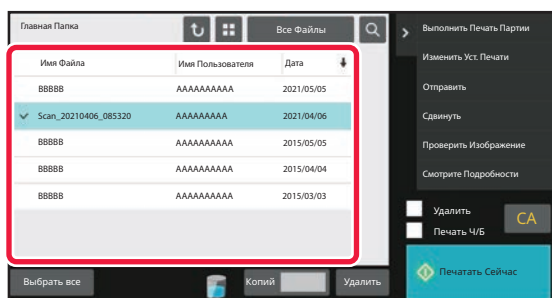 Главная Папка
Все Файлы
Имя Файла Имя Пользователя Дата
BBBBB AAAAAAAAAA 2021/05/05
Scan_20210406_085320 AAAAAAAAA 2021/04/06
BBBBB AAAAAAAAAA 2015/05/05
BBBBB AAAAAAAAAA 2015/04/04
BBBBB AAAAAAAAAA 2015/03/03
Выбрать все
Копий
Удалить
Выполнить Печать Партии
Изменить Уст. Печати
Отправить
Сдвинуть
Проверить Изображение
Смотрите Подробности
Удалить
Печать Ч/Б
CA
Печатать Сейчас